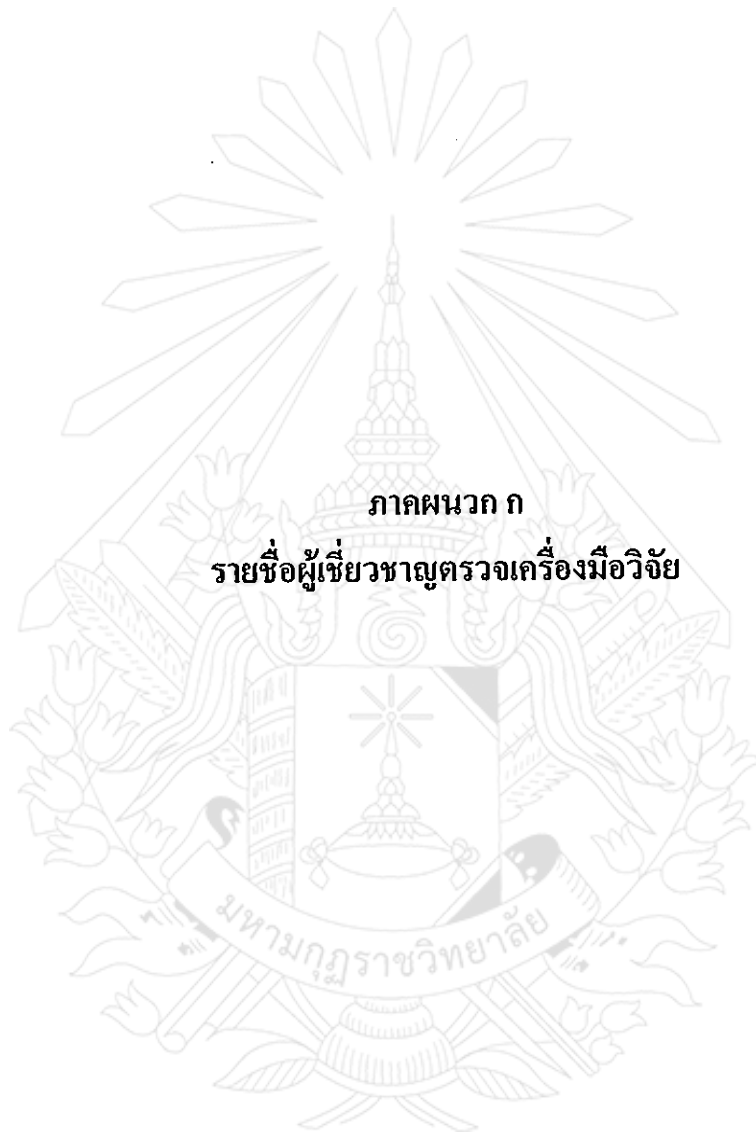 ภาคผนวก ก
รายชื่อผู้เชี่ยวชาญตรวจเครื่องมือวิจัย
มหามกุฏราชวิทยาลัย